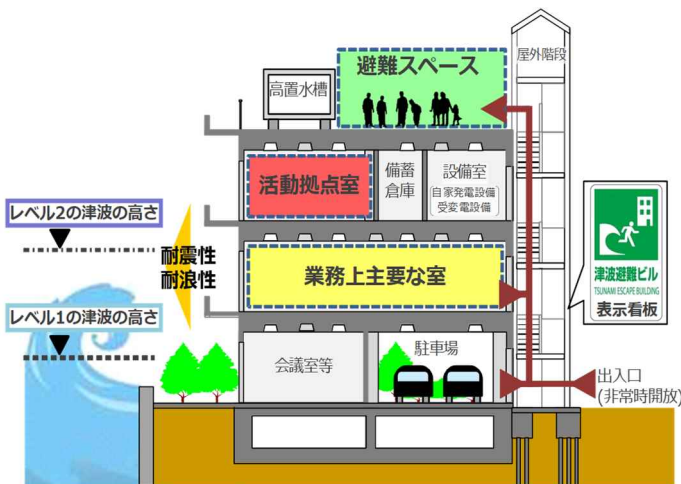 避難スペース
屋外階段
高置水槽
活動拠点室
備蓄
倉庫
設備室
自家発電設備
受変電設備
レベル2の津波の高さ
耐震性
耐浪性
業務上主要な室
津波避難ビル
TSUNAMI ESCAPE BUILDING
表示看板
レベル1の津波の高さ
会議室等
駐車場
出入口
(非常時開放)